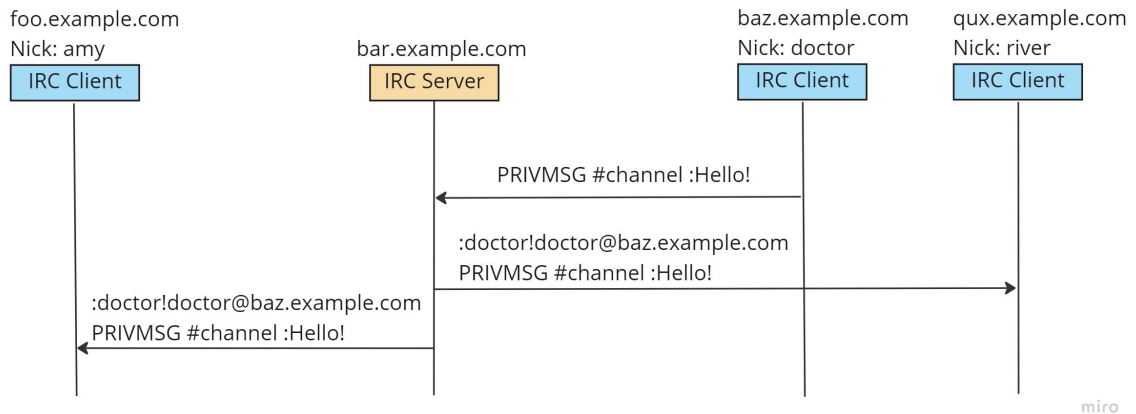 foo.example.com
Nick: amy
IRC Client
bar.example.com
IRC Server
baz.example.com
Nick: doctor
IRC Client
qux.example.com
Nick: river
IRC Client
PRIVMSG #channel :Hello!
:doctor!doctor@baz.example.com
PRIVMSG #channel :Hello!
:doctor!doctor@baz.example.com
PRIVMSG #channel :Hello!
miro